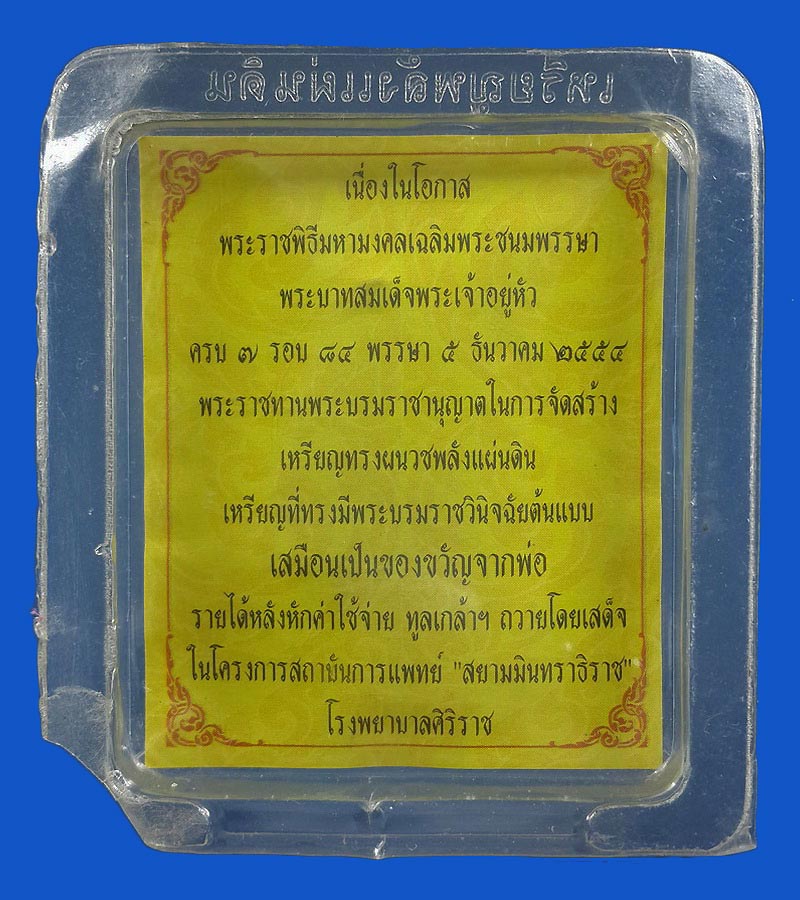 เหรียญพลังแผ่นดิน
เนื่องในโอกาส
พระราชพิธีมหามงคลเฉลิมพระชนมพรรษา
พระบาทสมเด็จพระเจ้าอยู่หัว
ครบ ๗ รอบ ๘๔ พรรษา ๕ ธันวาคม ๒๕๕๔
พระราชทานพระบรมราชานุญาตในการจัดสร้าง
เหรียญทรงผนวชพลังแผ่นดิน
เหรียญที่ทรงมีพระบรมราชวินิจฉัยต้นแบบ
เสมือนเป็นของขวัญจากพ่อ
รายได้หลังหักค่าใช้จ่าย ทูลเกล้าฯ ถวายโดยเสด็จ
ในโครงการสถาบันการแพทย์ "สยามมินทราธิราช"
โรงพยาบาลศิริราช